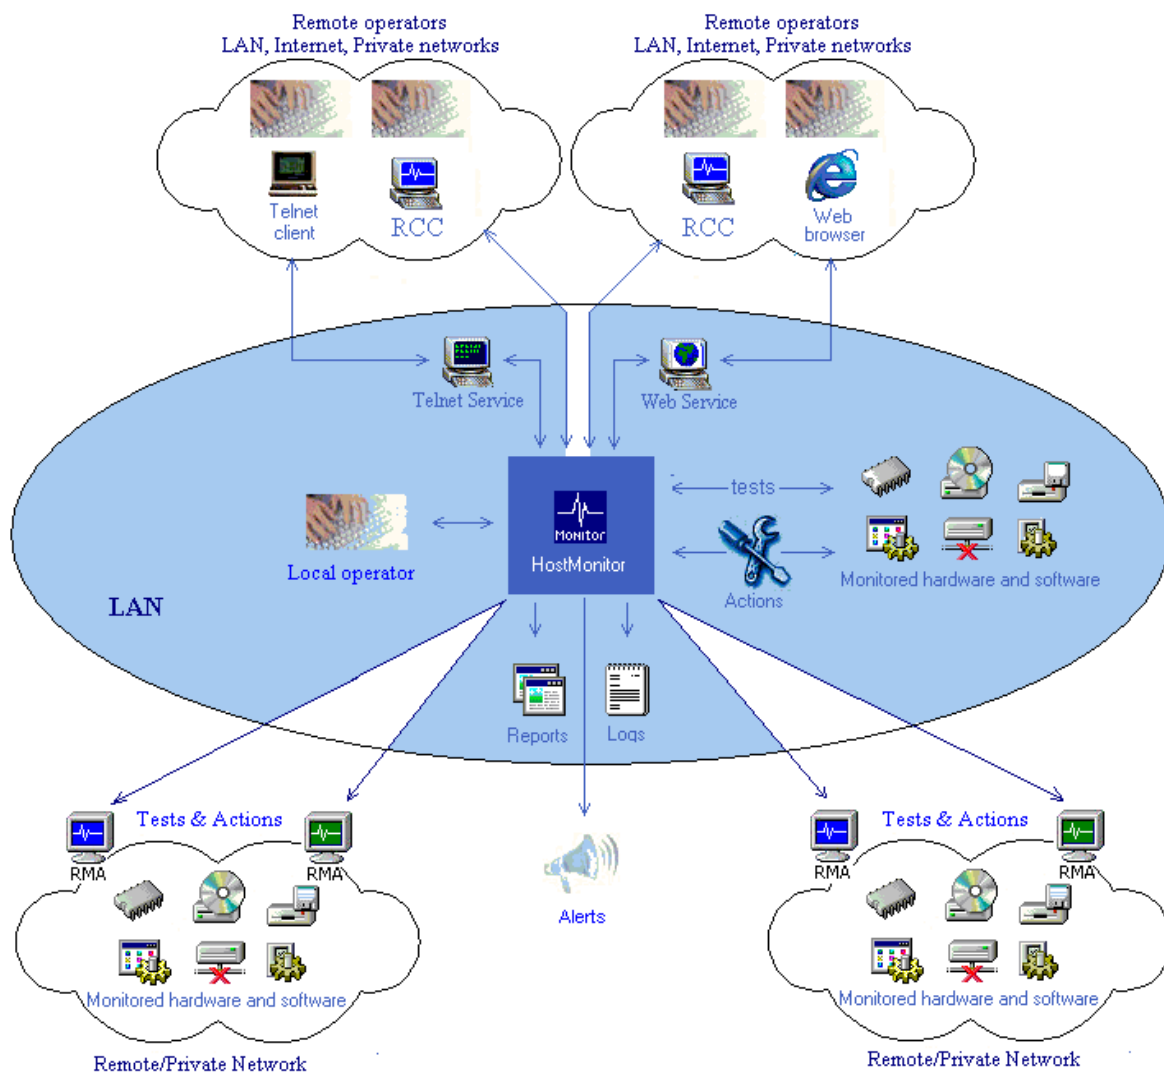 Remote operators
LAN, Internet, Private networks
Remote operators
LAN, Internet, Private networks
Telnet
client
RCC
RCC
Web
browser
Telnet Service
Web Service
tests
MONITOR
HostMonitor
Local operator
Actions
Monitored hardware and software
LAN
Reports
Logs
Tests & Actions
RMA
RMA
Monitored hardware and software
Remote/Private Network
Alerts
Tests & Actions
RMA
RMA
Monitored hardware and software
Remote/Private Network